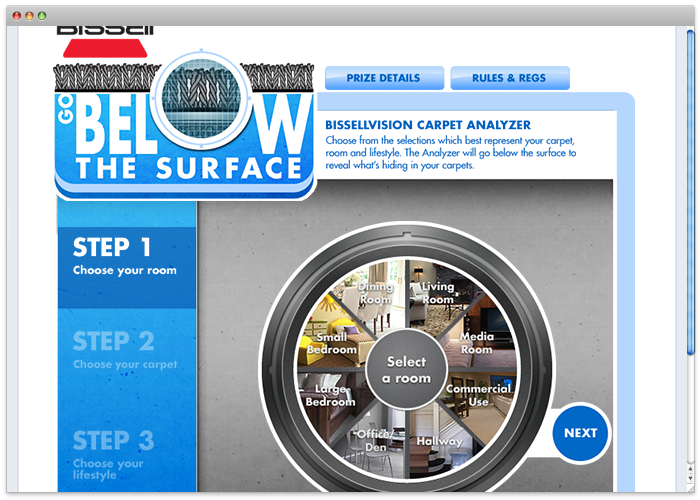 BISSELL
PRIZE DETAILS
RULES & REGS
GO
BELOW
THE SURFACE
BISSELLVISION CARPET ANALYZER
Choose from the selections which best represent your carpet,
room and lifestyle. The Analyzer will go below the surface to
reveal what's hiding in your carpets.
STEP 1
Choose your room
STEP 2
Choose your carpet
STEP 3
Choose your
lifestyle
Dining
Room
Living
Room
Small
Bedroom
Media
Room
Select
a room
Large
Bedroom
Commercial
Use
Office/
Den
Hallway
NEXT